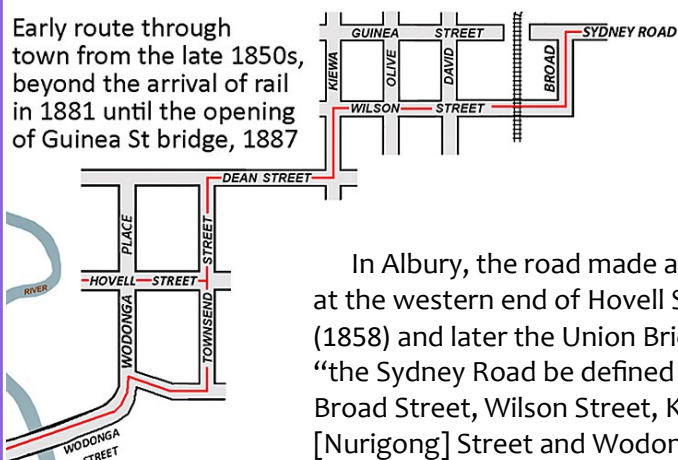 Early route through
town from the late 1850s,
beyond the arrival of rail
in 1881 until the opening
of Guinea St bridge, 1887
GUINEA STREET
SYDNEY ROAD
KIEWA
OLIVE
DAVID
BROAD
WILSON STREET
DEAN STREET
PLACE
STREET
HOVELL STREET
RIVER
WODONGA
TOWNSEND
WODONGA
STREET
In Albury, the road made a
at the western end of Hovell S
(1858) and later the Union Bri
“the Sydney Road be defined
Broad Street, Wilson Street, K
[Nurigong] Street and Wodon